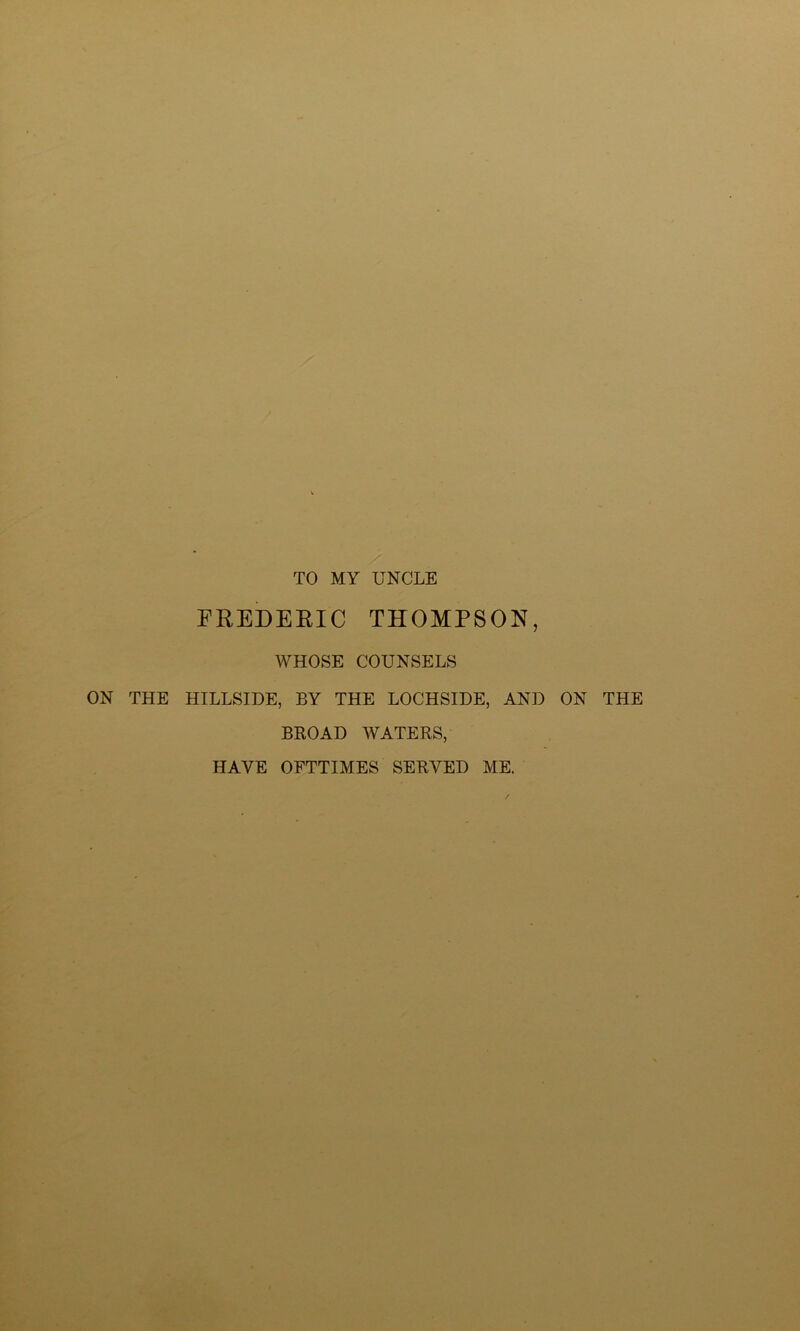 TO MY UNCLE
FREDERIC THOMPSON,
WHOSE COUNSELS
ON THE HILLSIDE, BY THE LOCHSIDE, AND ON THE
BROAD WATERS,
HAVE OFTTIMES SERVED ME.